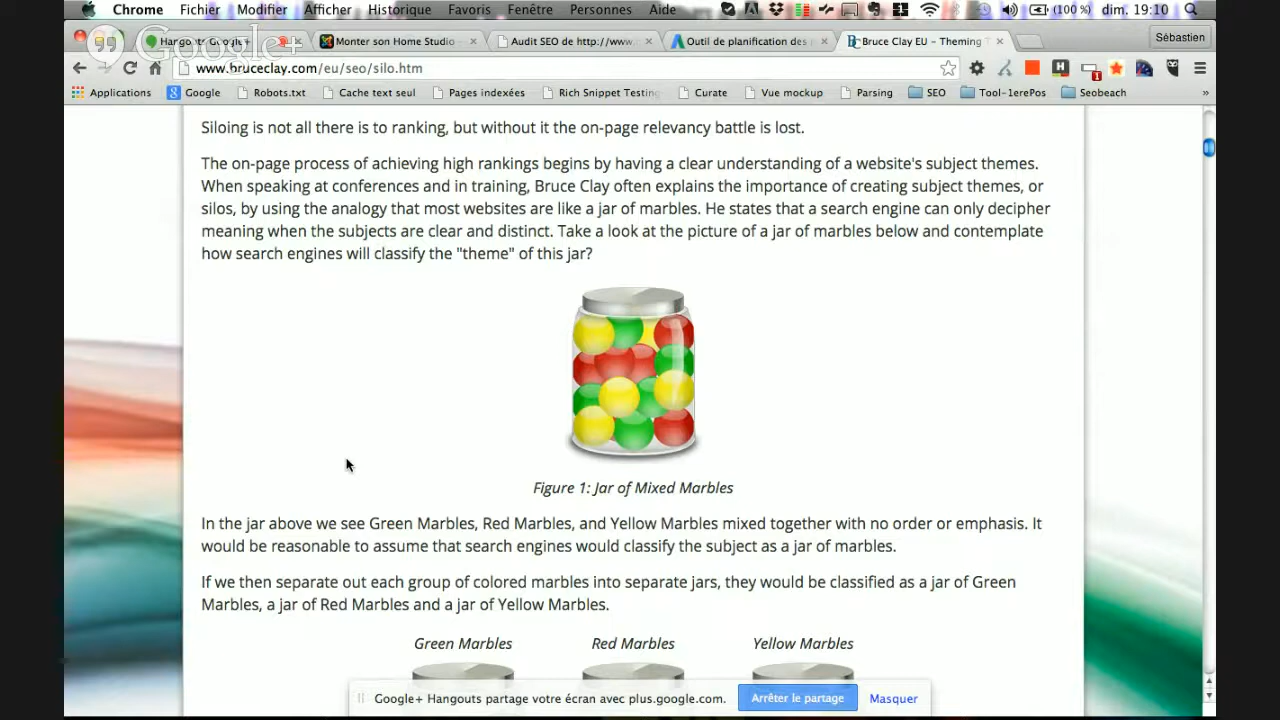 Chrome Fichier Modifier Afficher Historique Favoris Fenêtre Personnes Aide (100 %) dim. 19:10
Google+
Hangouts Google+ Monter son Home Studio Audit SEO de http://www. Outil de planification des Bruce Clay EU – Theming T Sébastien
www.bruceclay.com/eu/seo/silo.htm
Applications Google Robots.txt Cache text seul Pages indexées Rich Snippet Testing Curate Vue mockup Parsing SEO Tool-1erePos Seobeach »
Siloing is not all there is to ranking, but without it the on-page relevancy battle is lost.
The on-page process of achieving high rankings begins by having a clear understanding of a website's subject themes.
When speaking at conferences and in training, Bruce Clay often explains the importance of creating subject themes, or
silos, by using the analogy that most websites are like a jar of marbles. He states that a search engine can only decipher
meaning when the subjects are clear and distinct. Take a look at the picture of a jar of marbles below and contemplate
how search engines will classify the "theme" of this jar?
Figure 1: Jar of Mixed Marbles
In the jar above we see Green Marbles, Red Marbles, and Yellow Marbles mixed together with no order or emphasis. It
would be reasonable to assume that search engines would classify the subject as a jar of marbles.
If we then separate out each group of colored marbles into separate jars, they would be classified as a jar of Green
Marbles, a jar of Red Marbles and a jar of Yellow Marbles.
Green Marbles Red Marbles Yellow Marbles
Google+ Hangouts partage votre écran avec plus.google.com. Arrêter le partage Masquer